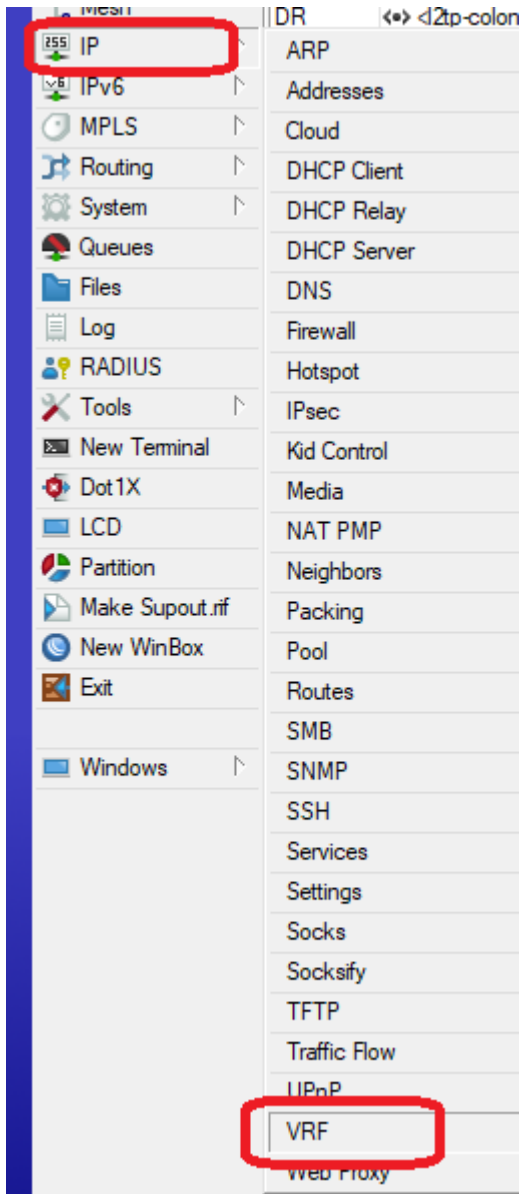 Mesh
IP
IPv6
MPLS
Routing
System
Queues
Files
Log
RADIUS
Tools
New Terminal
Dot1X
LCD
Partition
Make Supout.rif
New WinBox
Exit
Windows
DR <l2tp-colon
ARP
Addresses
Cloud
DHCP Client
DHCP Relay
DHCP Server
DNS
Firewall
Hotspot
IPsec
Kid Control
Media
NAT PMP
Neighbors
Packing
Pool
Routes
SMB
SNMP
SSH
Services
Settings
Socks
Socksify
TFTP
Traffic Flow
UPnP
VRF
Web Proxy